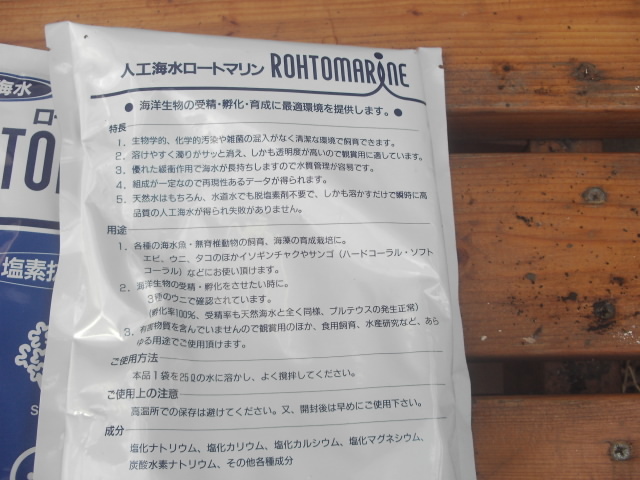 人工海水ロートマリン ROHTOMARINE
● 海洋生物の受精・孵化・育成に最適環境を提供します。●
特長
1. 生物学的、化学的汚染や雑菌の混入がなく清潔な環境で飼育できます。
2. 溶けやすく濁りがサッと消え、しかも透明度が高いので観賞用に適しています。
3. 優れた緩衝作用で海水が長持ちしますので水質管理が容易です。
4. 組成が一定なので再現性あるデータが得られます。
5. 天然水はもちろん、水道水でも脱塩素剤不要で、しかも溶かすだけで瞬時に高
品質の人工海水が得られ失敗がありません。
用途
1. 各種の海水魚・無脊椎動物の飼育、海藻の育成栽培に。
エビ、ウニ、タコのほかイソギンチャクやサンゴ(ハードコーラル・ソフト
コーラル)などにお使い頂けます。
2. 海洋生物の受精・孵化をさせたい時に。
3種のウニで確認されています。
(孵化率100%、受精率も天然海水と全く同様、プルテウスの発生正常)
3. 有害物質を含んでいませんので観賞用のほか、食用飼育、水産研究など、あら
ゆる用途でご使用頂けます。
ご使用方法
本品1袋を25ℓの水に溶かし、よく攪拌してください。
ご使用上の注意
高温所での保存は避けてください。又、開封後は早めにご使用下さい。
成分
塩化ナトリウム、塩化カリウム、塩化カルシウム、塩化マグネシウム、
炭酸水素ナトリウム、その他各種成分
海水
ロー
TO
塩素
S